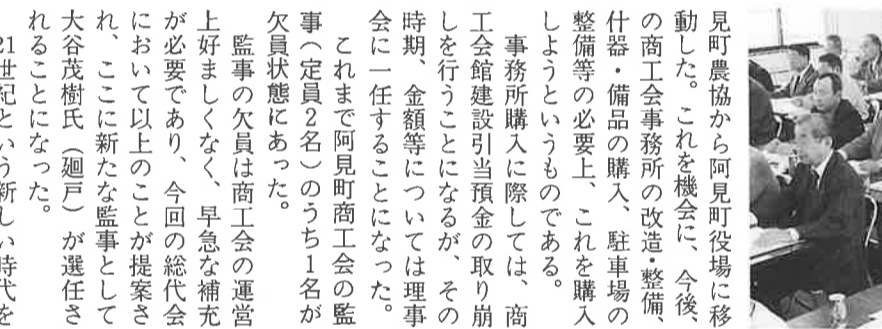 見町農協から阿見町役場に移
動した。これを機会に、今後、
の商工会事務所の改造・整備、
什器・備品の購入、駐車場の
整備等の必要上、これを購入
しようというものである。
事務所購入に際しては、商
工会館建設引当預金の取り崩
しを行うことになるが、その
時期、金額等については理事
会に一任することになった。
これまで阿見町商工会の監
事（定員2名）のうち1名が
欠員状態にあった。
監事の欠員は商工会の運営
上好ましくなく、早急な補充
が必要であり、今回の総代会
において以上のことが提案さ
れ、ここに新たな監事として
大谷茂樹氏（廻戸）が選任さ
れることになった。
21世紀という新しい時代を